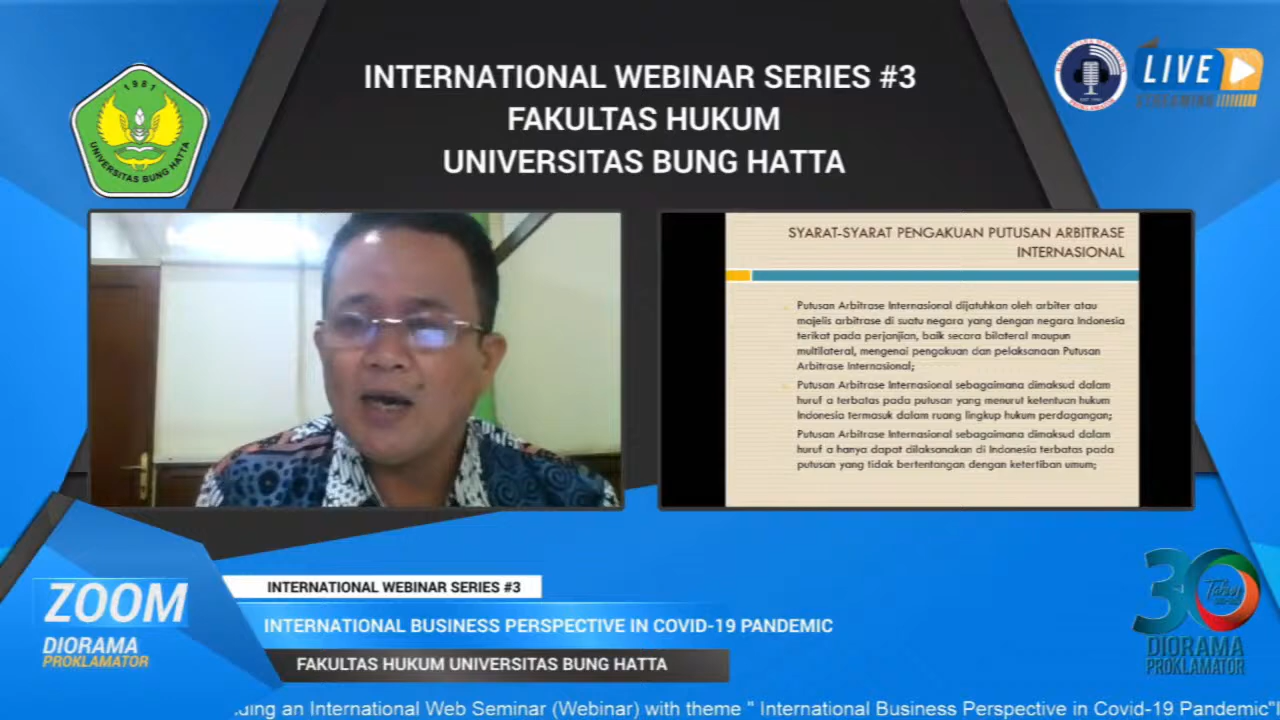 INTERNATIONAL WEBINAR SERIES #3
FAKULTAS HUKUM
UNIVERSITAS BUNG HATTA
1981
UNIVERSITAS BUNG HATTA
LIVE
STREAMING
PROKLAMATOR
SYARAT-SYARAT PENGAKUAN PUTUSAN ARBITRASE
INTERNASIONAL
Putusan Arbitrase Internasional dijatuhkan oleh arbiter atau
majelis arbitrase di suatu negara yang dengan negara Indonesia
terikat pada perjanjian, baik secara bilateral maupun
multilateral, mengenai pengakuan dan pelaksanaan Putusan
Arbitrase Internasional;
Putusan Arbitrase Internasional sebagaimana dimaksud dalam
huruf a terbatas pada putusan yang menurut ketentuan hukum
Indonesia termasuk dalam ruang lingkup hukum perdagangan;
Putusan Arbitrase Internasional sebagaimana dimaksud dalam
huruf a hanya dapat dilaksanakan di Indonesia terbatas pada
putusan yang tidak bertentangan dengan ketertiban umum;
ZOOM
DIORAMA
PROKLAMATOR
INTERNATIONAL WEBINAR SERIES #3
INTERNATIONAL BUSINESS PERSPECTIVE IN COVID-19 PANDEMIC
FAKULTAS HUKUM UNIVERSITAS BUNG HATTA
30
Tahun
DIORAMA
PROKLAMATOR
an International Web Seminar (Webinar) with theme " International Business Perspective in Covid-19 Pandemic"